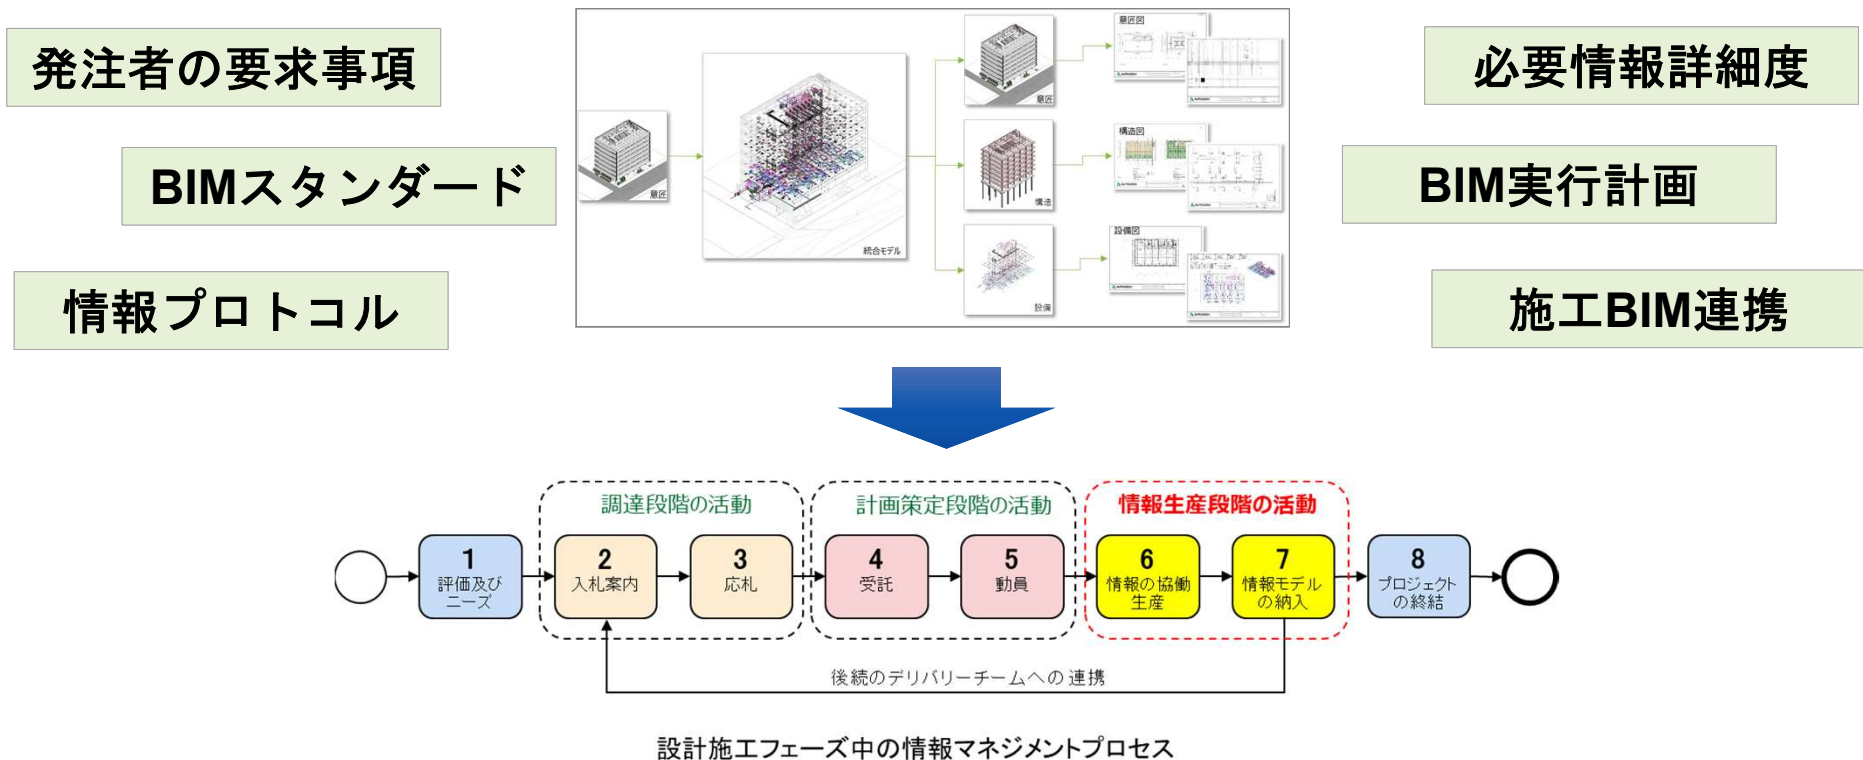 発注者の要求事項
BIMスタンダード
情報プロトコル
意匠
統合モデル
意匠
構造
設備
意匠図
構造図
設備図
必要情報詳細度
BIM実行計画
施工BIM連携
調達段階の活動
計画策定段階の活動
情報生産段階の活動
1
評価及び
ニーズ
2
入札案内
3
応札
4
受託
5
動員
6
情報の協働
生産
7
情報モデル
の納入
8
プロジェクト
の終結
後続のデリバリーチームへの連携
設計施工フェーズ中の情報マネジメントプロセス